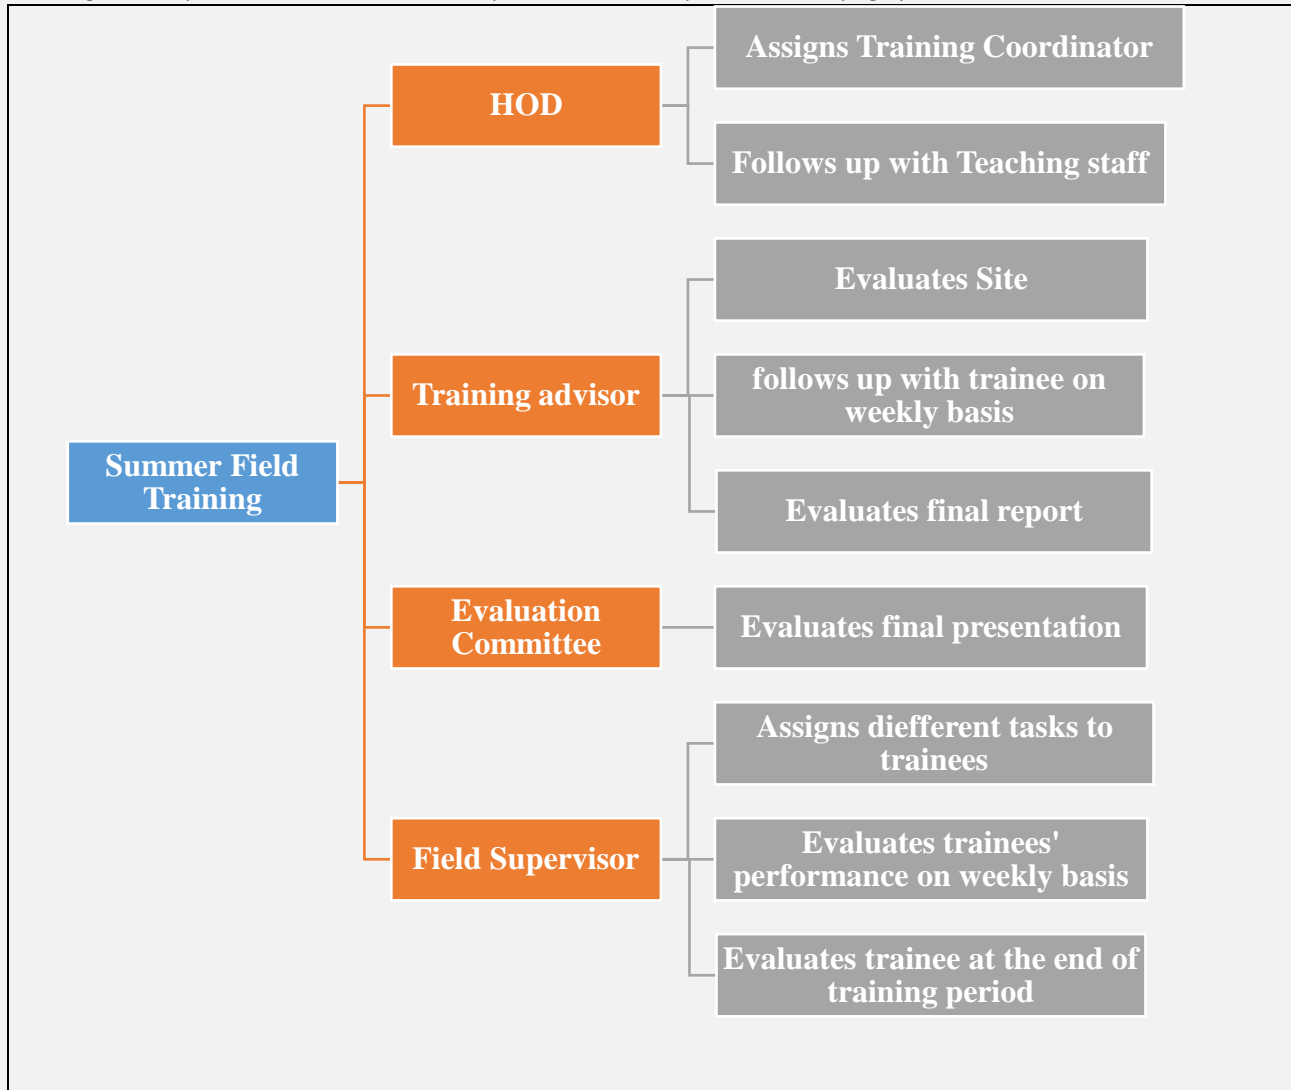 Summer Field
Training
HOD
Assigns Training Coordinator
Follows up with Teaching staff
Training advisor
Evaluates Site
follows up with trainee on
weekly basis
Evaluates final report
Evaluation
Committee
Evaluates final presentation
Field Supervisor
Assigns diefferent tasks to
trainees
Evaluates trainees'
performance on weekly basis
Evaluates trainee at the end of
training period